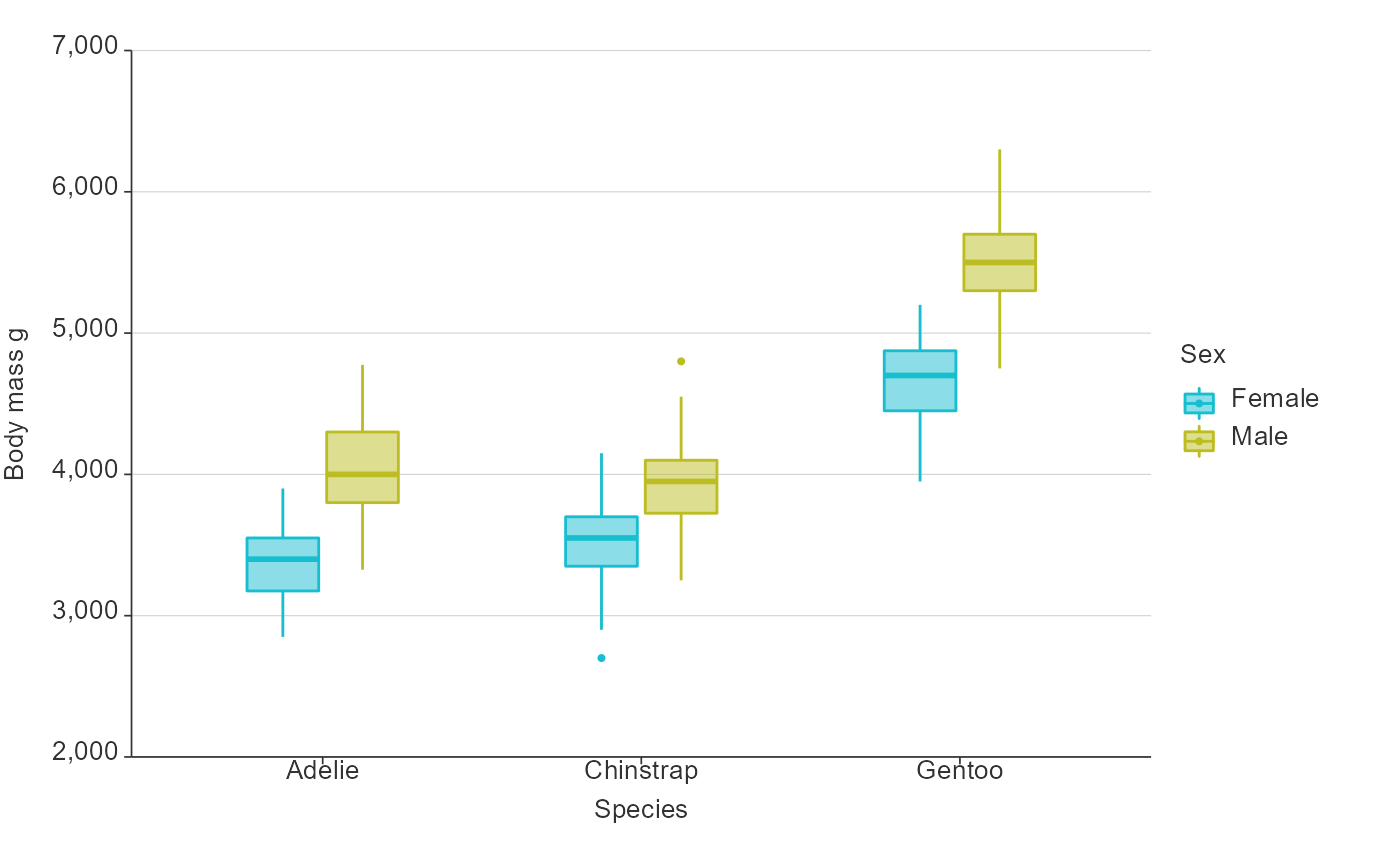 7,000
6,000
5,000
4,000
3,000
2,000
Body mass g
Adelie
Chinstrap
Gentoo
Species
Sex
Female
Male